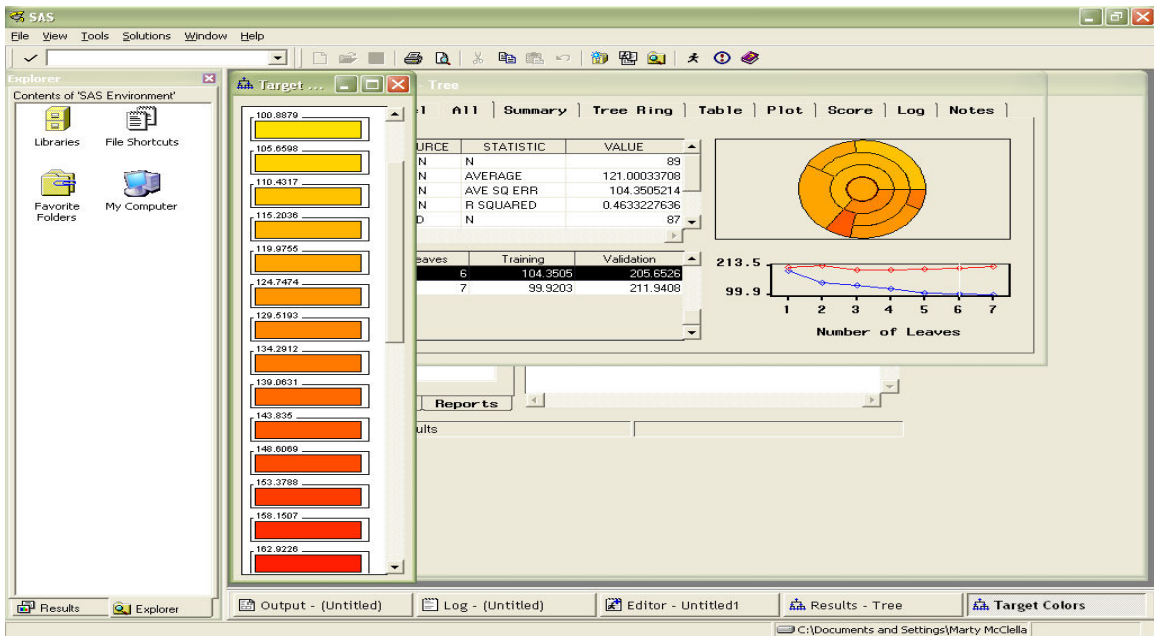 SAS
File View Tools Solutions Window Help
Explorer
Contents of 'SAS Environment'
Libraries
File Shortcuts
Favorite Folders
My Computer
Results
Explorer
Target ...
100.8879
105.6598
110.4317
115.2036
119.9755
124.7474
129.5193
134.2912
139.0631
143.835
148.6069
153.3788
158.1507
162.9226
- Tree
All Summary Tree Ring Table Plot Score Log Notes
URCE STATISTIC VALUE
N N 89
N AVERAGE 121.00033708
N AVE SQ ERR 104.3505214
N R SQUARED 0.4633227636
D N 87
eaves Training Validation
6 104.3505 205.6526
7 99.9203 211.9408
213.5
99.9
1 2 3 4 5 6 7
Number of Leaves
Reports
ults
Output - (Untitled)
Log - (Untitled)
Editor - Untitled1
Results - Tree
Target Colors
C:\Documents and Settings\Marty McClella